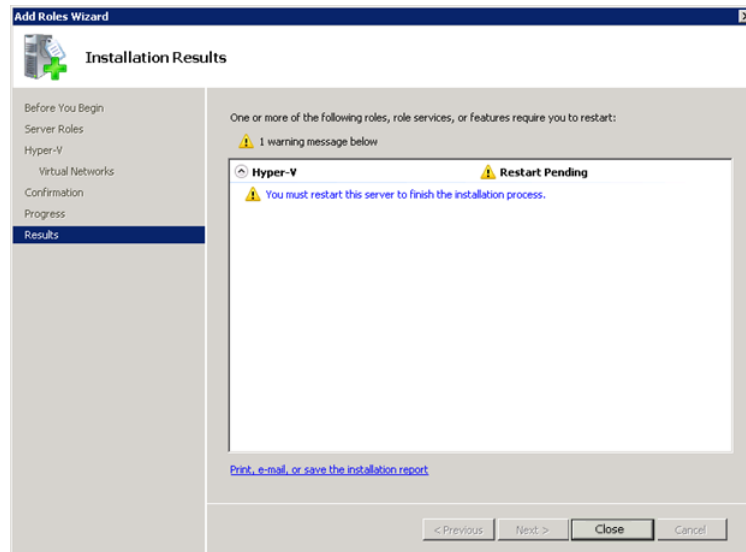 Add Roles Wizard
Installation Results
Before You Begin
Server Roles
Hyper-V
Virtual Networks
Confirmation
Progress
Results
One or more of the following roles, role services, or features require you to restart:
1 warning message below
Hyper-V Restart Pending
You must restart this server to finish the installation process.
Print, e-mail, or save the installation report
< Previous Next > Close Cancel